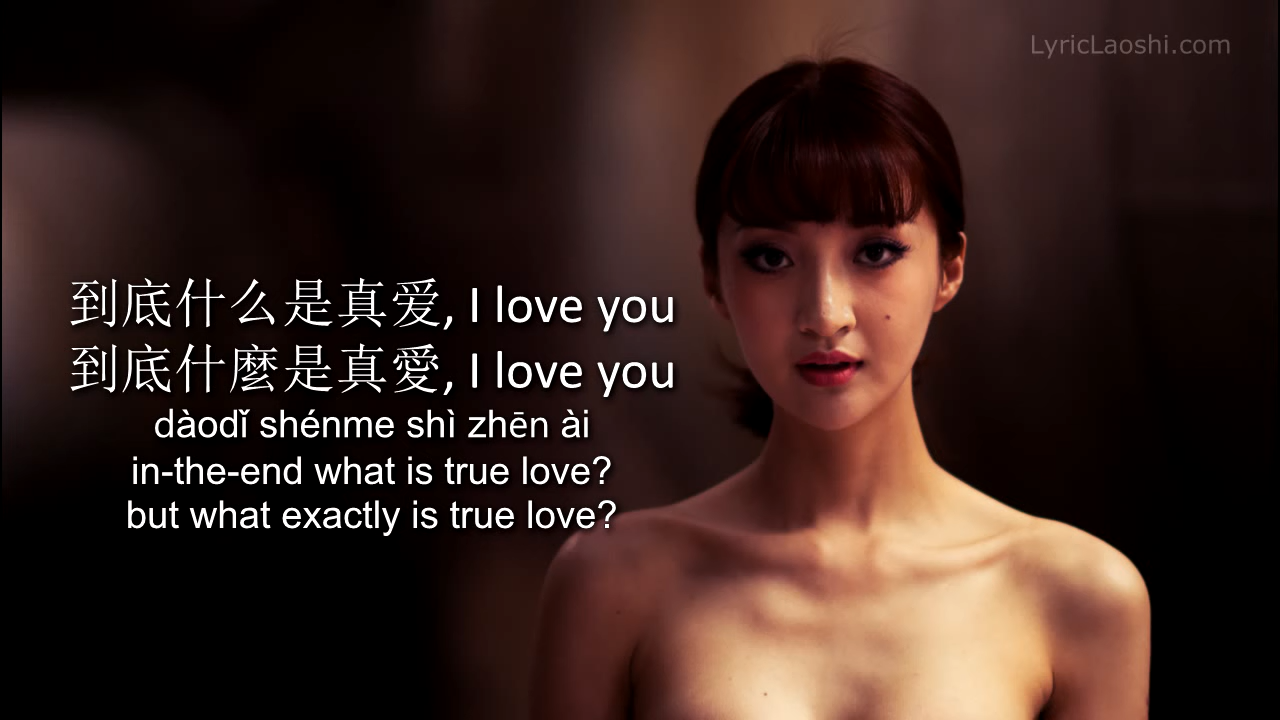 LyricLaoshi.com
到底什么是真爱, I love you
到底什麼是真愛, I love you
dàodǐ shénme shì zhēn ài
in-the-end what is true love?
but what exactly is true love?